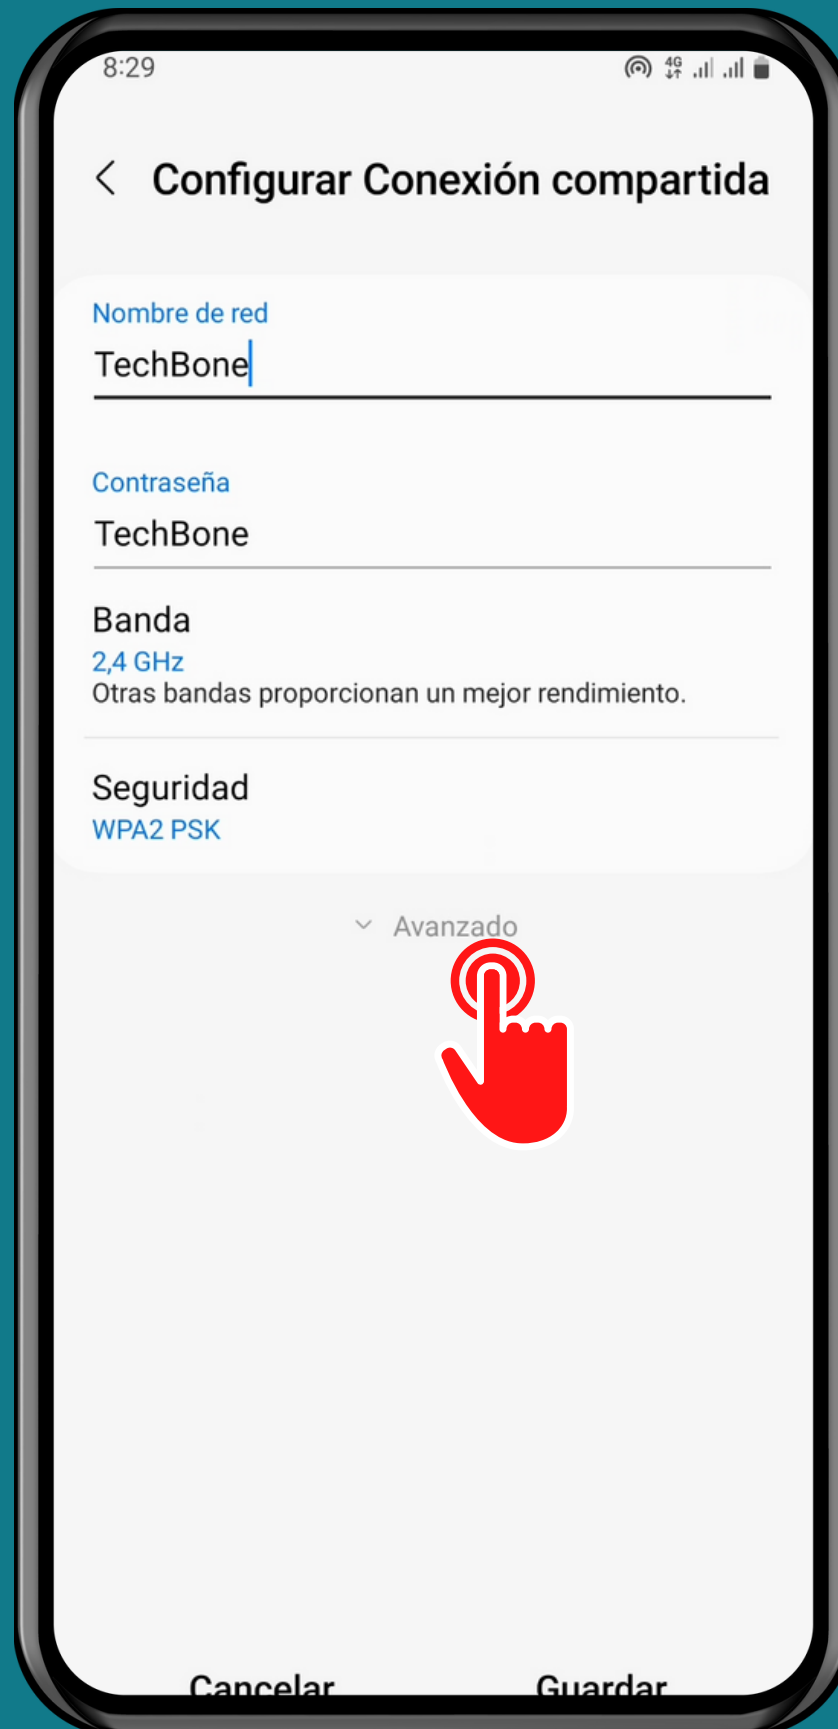 8:29
4G
Configurar Conexión compartida
Nombre de red
TechBone
Contraseña
TechBone
Banda
2,4 GHz
Otras bandas proporcionan un mejor rendimiento.
Seguridad
WPA2 PSK
Avanzado
Cancelar Guardar